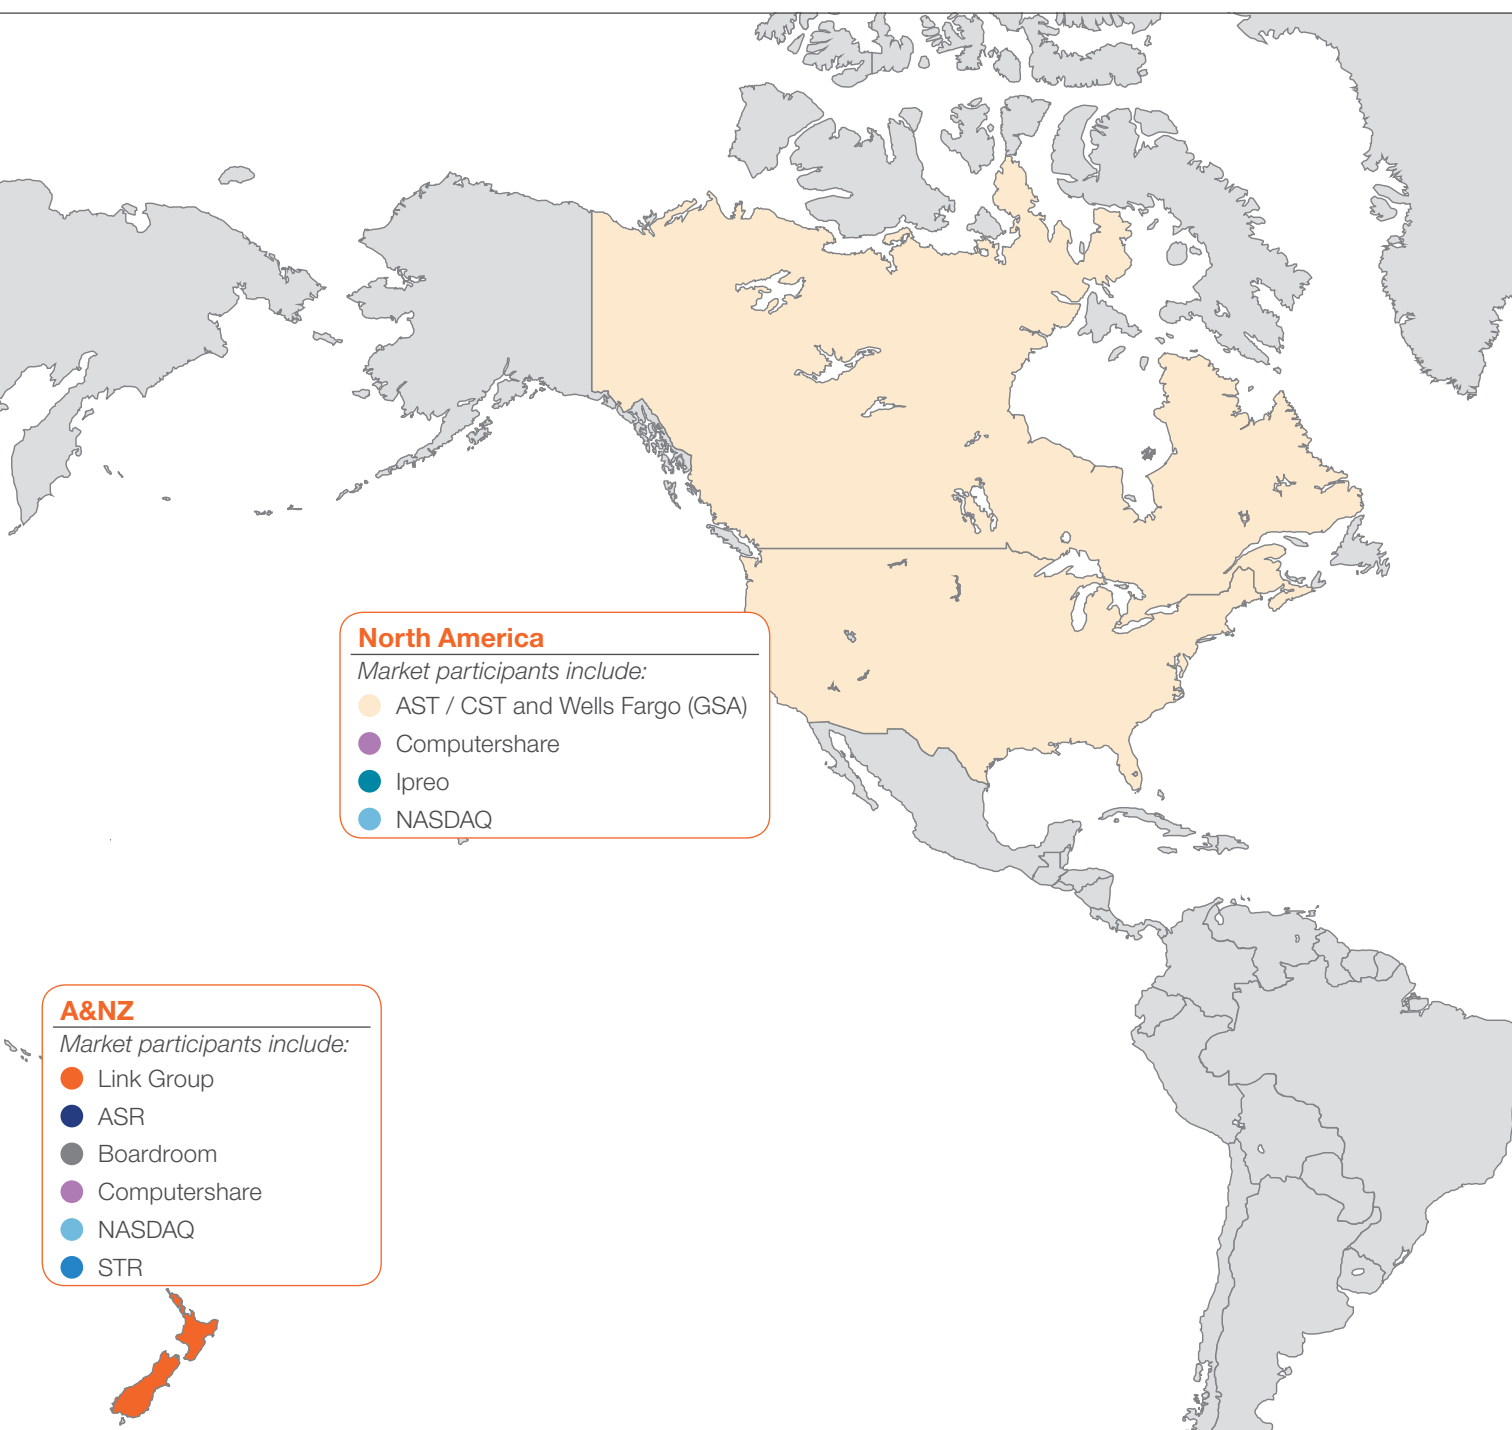 North America
Market participants include:
AST / CST and Wells Fargo (GSA)
Computershare
Ipreo
NASDAQ
A&NZ
Market participants include:
Link Group
ASR
Boardroom
Computershare
NASDAQ
STR